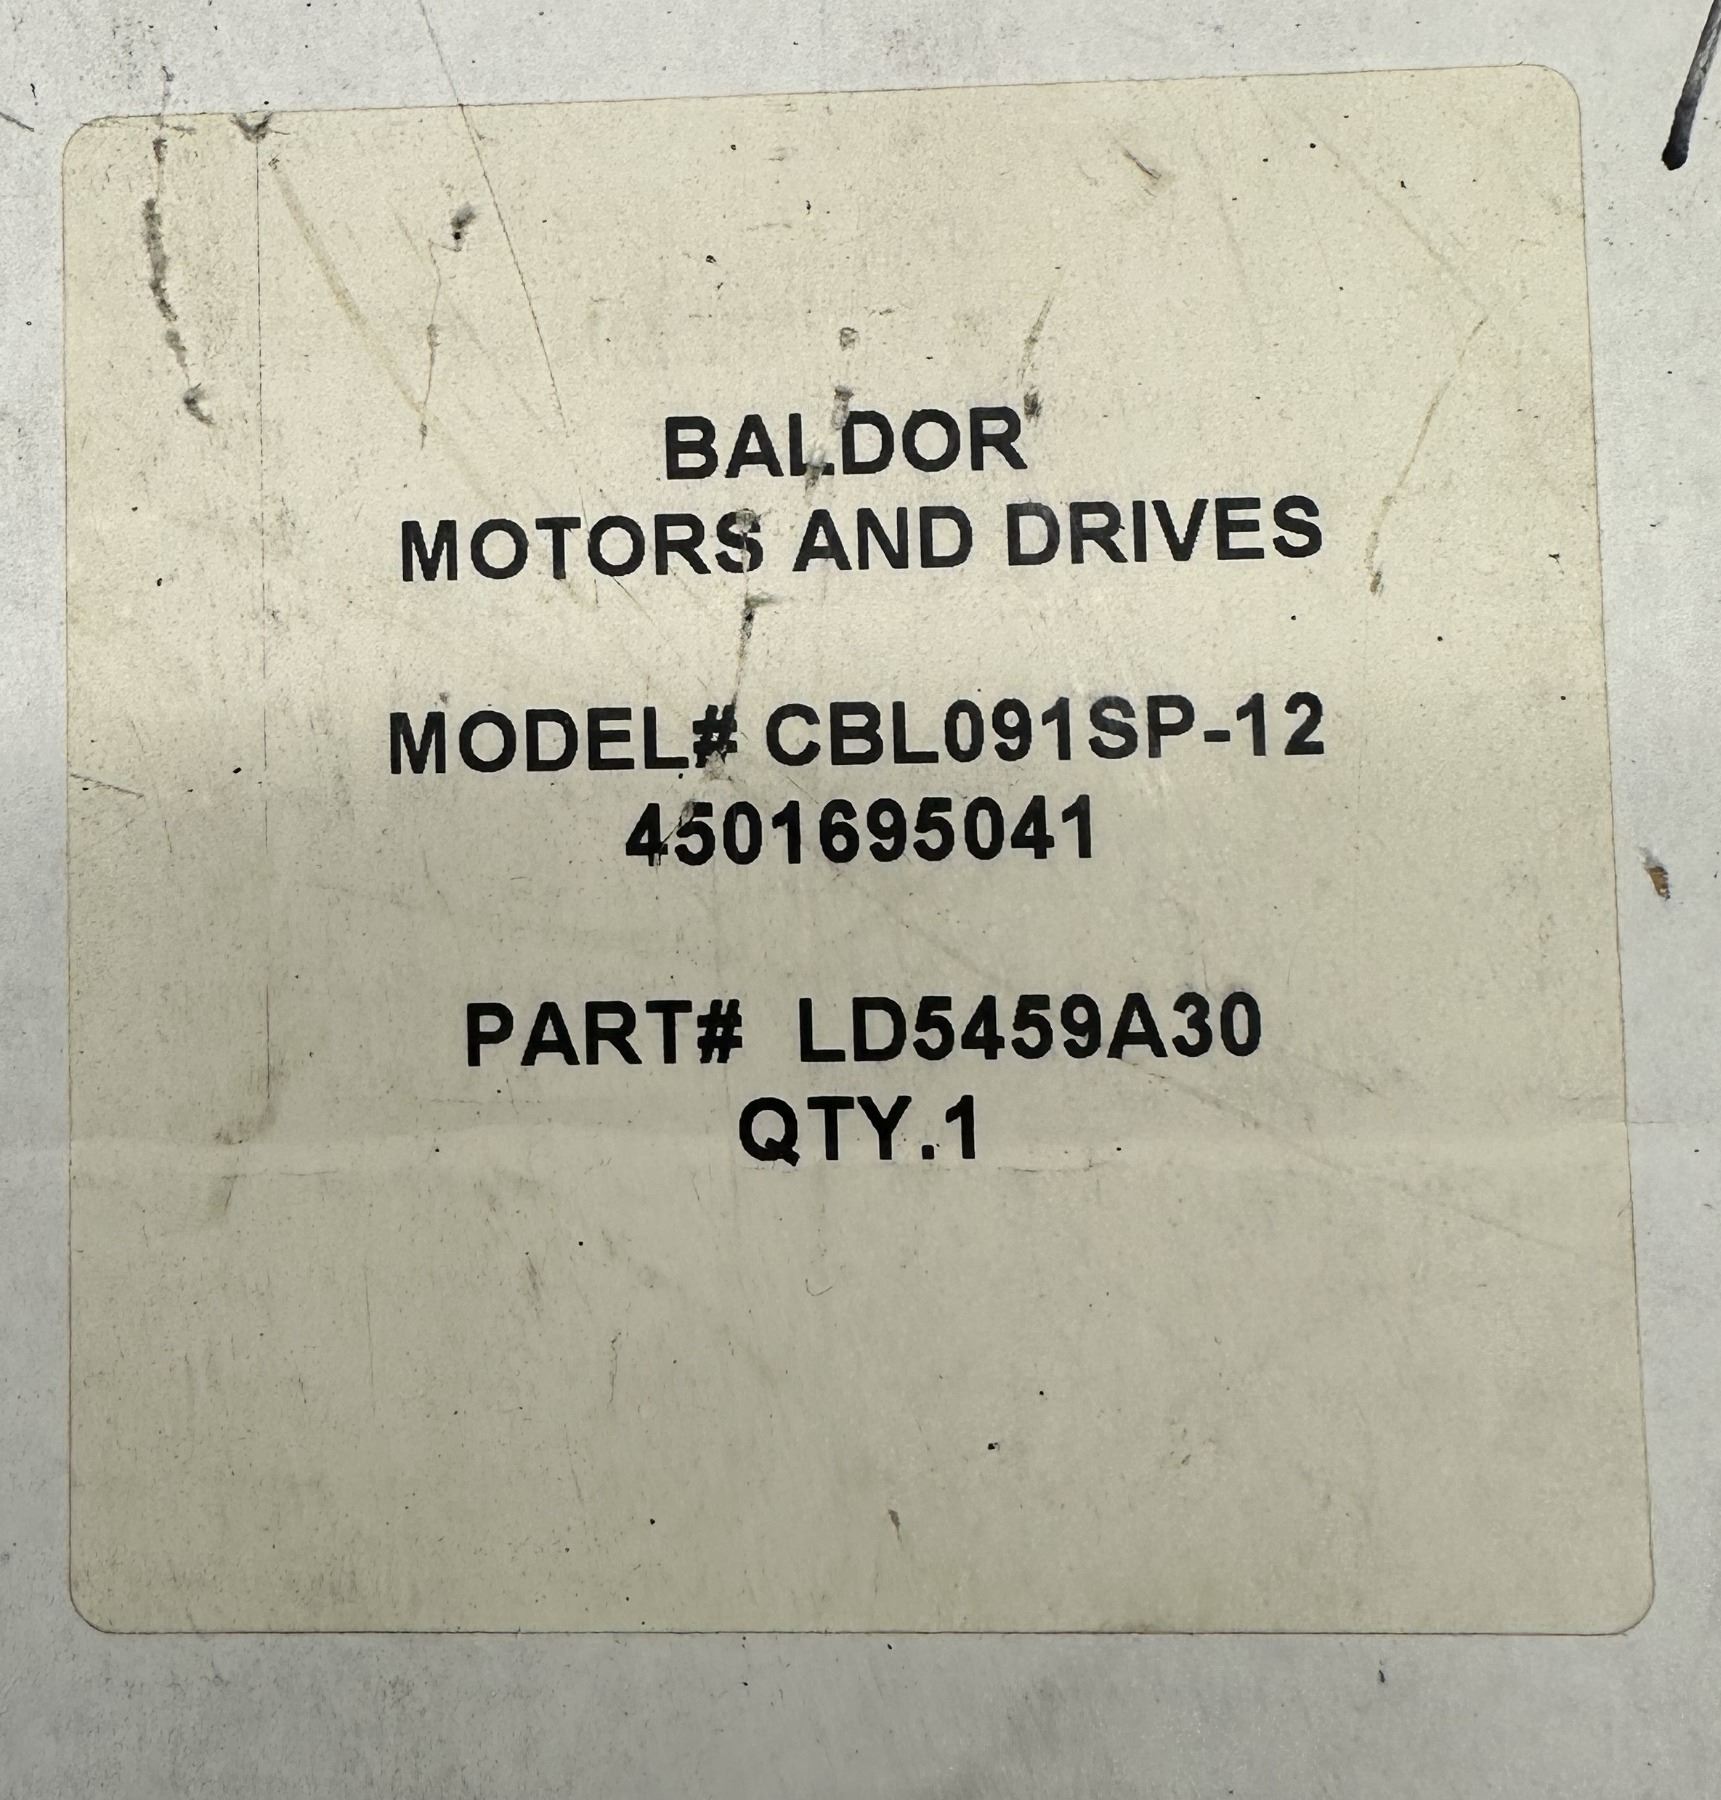 BALDOR
MOTORS AND DRIVES
MODEL# CBL091SP-12
4501695041
PART# LD5459A30
QTY.1